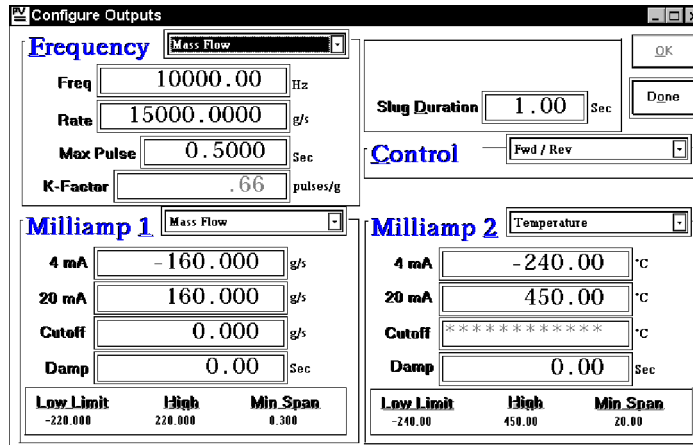 Configure Outputs
Frequency Mass Flow
Freq 10000.00 Hz
Rate 15000.0000 g/s
Max Pulse 0.5000 Sec
K-Factor .66 pulses/g
Slug Duration 1.00 Sec
OK
Done
Control Fwd / Rev
Milliamp 1 Mass Flow
4 mA -160.000 g/s
20 mA 160.000 g/s
Cutoff 0.000 g/s
Damp 0.00 Sec
Low Limit High Min Span
-220.000 220.000 0.300
Milliamp 2 Temperature
4 mA -240.00 °C
20 mA 450.00 °C
Cutoff ************ °C
Damp 0.00 Sec
Low Limit High Min Span
-240.00 450.00 20.00